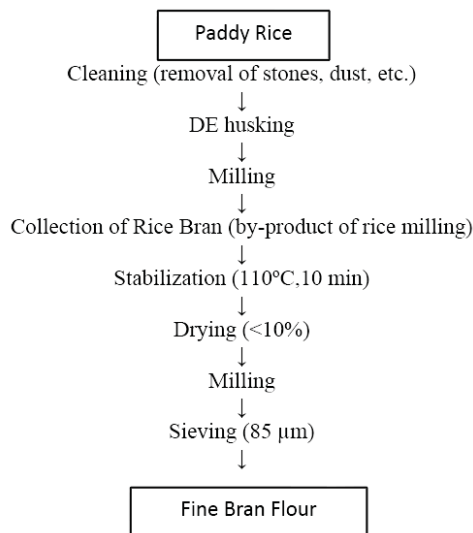 Paddy Rice
Cleaning (removal of stones, dust, etc.)
↓
DE husking
↓
Milling
↓
Collection of Rice Bran (by-product of rice milling)
↓
Stabilization (110ºC,10 min)
↓
Drying (<10%)
↓
Milling
↓
Sieving (85 µm)
↓
Fine Bran Flour